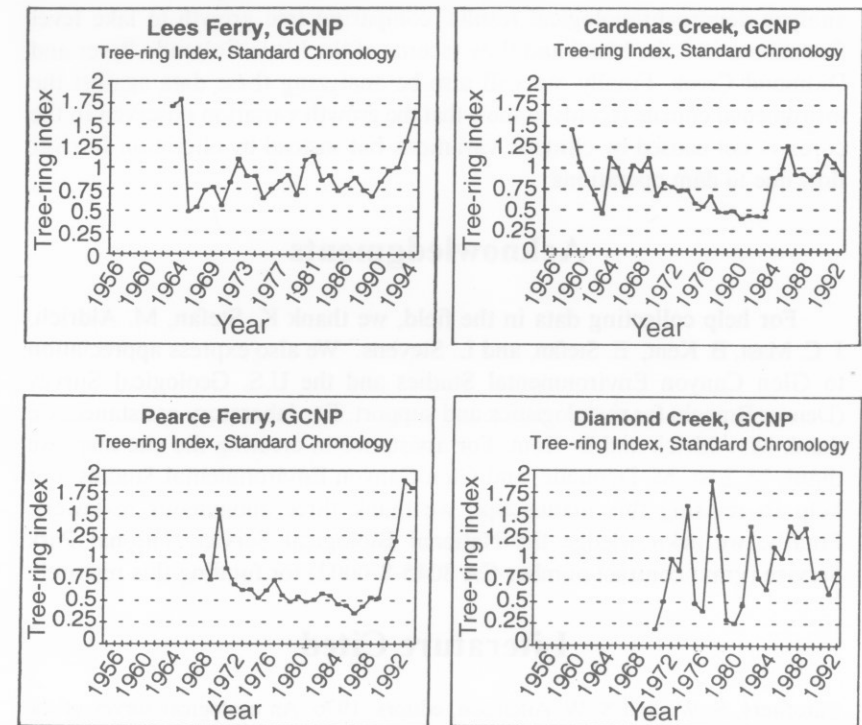 Lees Ferry, GCNP
Tree-ring Index, Standard Chronology
Tree-ring index
2
1.75
1.5
1.25
1
0.75
0.5
0.25
0
1956 1960 1964 1969 1973 1977 1981 1986 1990 1994
Year
Cardenas Creek, GCNP
Tree-ring Index, Standard Chronology
Tree-ring index
2
1.75
1.5
1.25
1
0.75
0.5
0.25
0
1956 1960 1964 1968 1972 1976 1980 1984 1988 1992
Year
Pearce Ferry, GCNP
Tree-ring Index, Standard Chronology
Tree-ring index
2
1.75
1.5
1.25
1
0.75
0.5
0.25
0
1956 1960 1964 1968 1972 1976 1980 1984 1988 1992
Year
Diamond Creek, GCNP
Tree-ring Index, Standard Chronology
Tree-ring index
2
1.75
1.5
1.25
1
0.75
0.5
0.25
0
1956 1960 1964 1968 1972 1976 1980 1984 1988 1992
Year